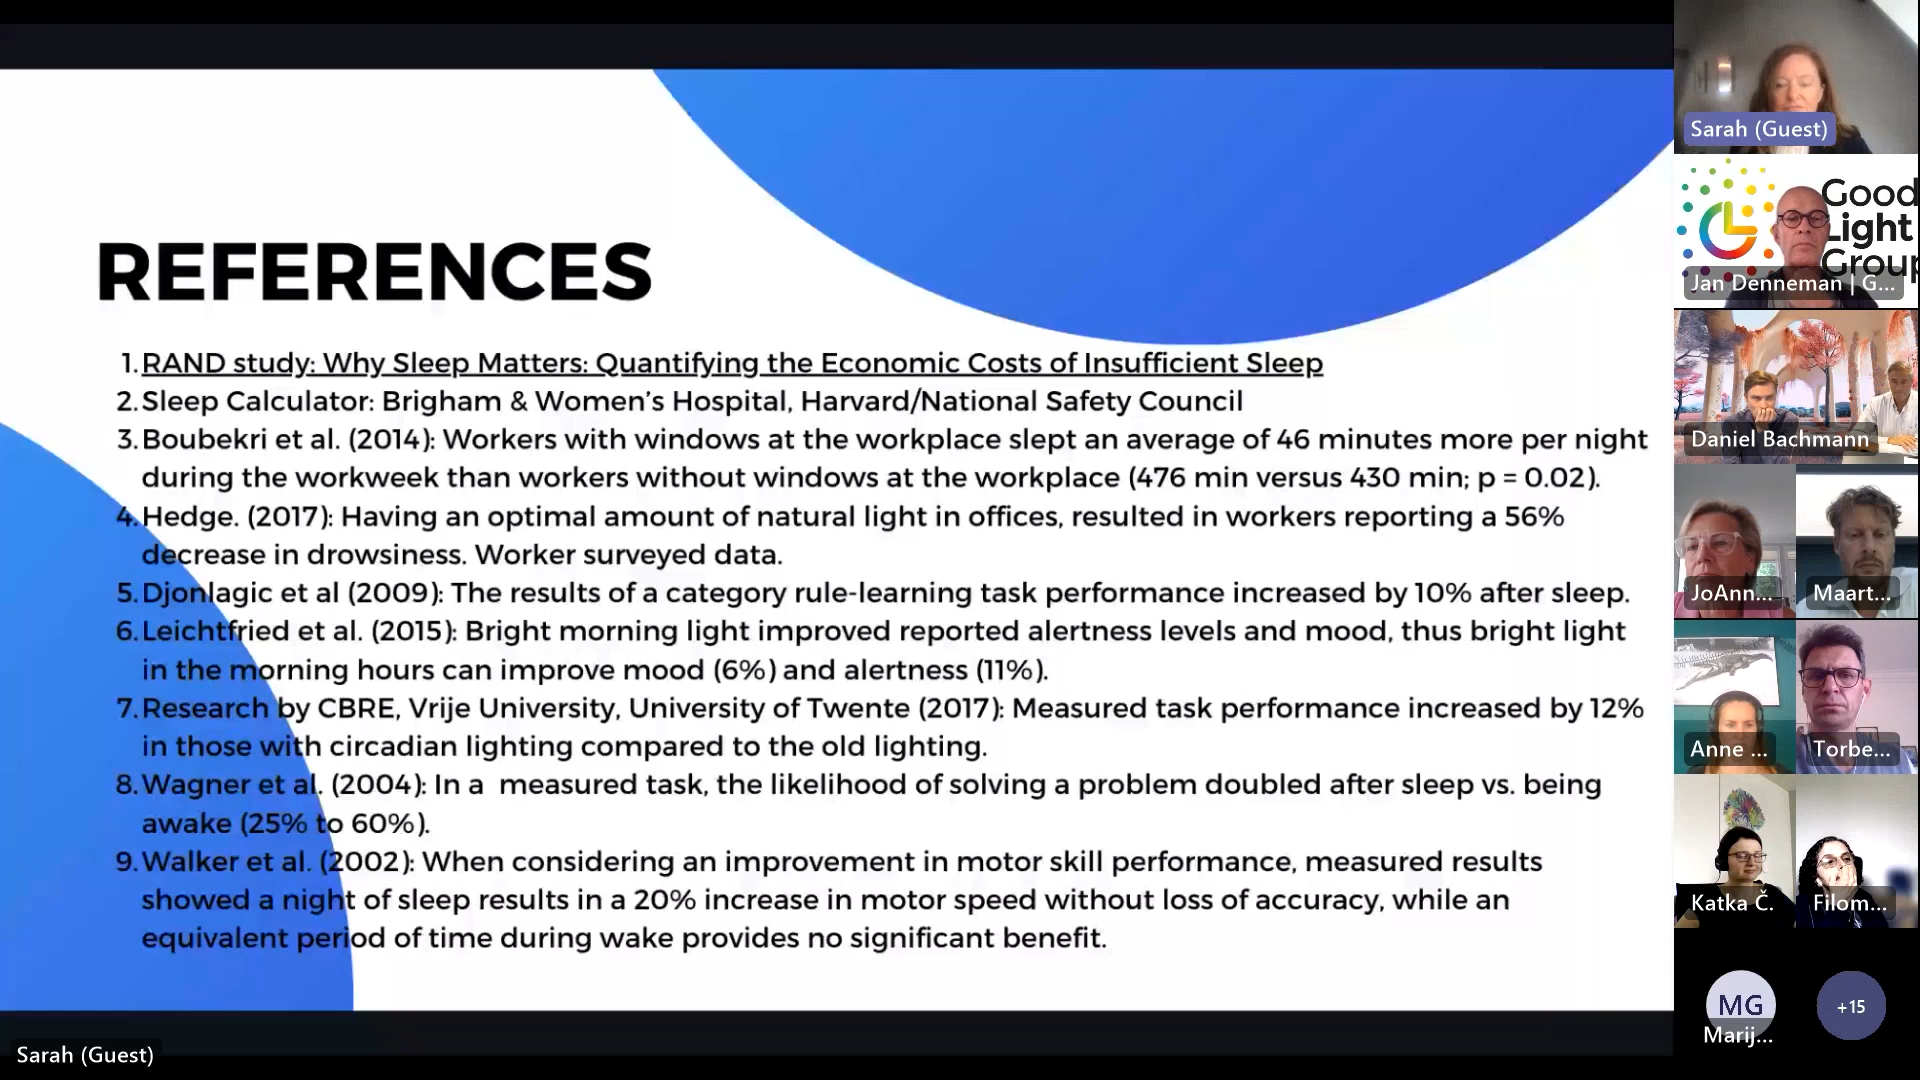 REFERENCES
1. RAND study: Why Sleep Matters: Quantifying the Economic Costs of Insufficient Sleep
2. Sleep Calculator: Brigham & Women's Hospital, Harvard/National Safety Council
3. Boubekri et al. (2014): Workers with windows at the workplace slept an average of 46 minutes more per night
during the workweek than workers without windows at the workplace (476 min versus 430 min; p = 0.02).
4. Hedge. (2017): Having an optimal amount of natural light in offices, resulted in workers reporting a 56%
decrease in drowsiness. Worker surveyed data.
5. Djonlagic et al (2009): The results of a category rule-learning task performance increased by 10% after sleep.
6. Leichtfried et al. (2015): Bright morning light improved reported alertness levels and mood, thus bright light
in the morning hours can improve mood (6%) and alertness (11%).
7. Research by CBRE, Vrije University, University of Twente (2017): Measured task performance increased by 12%
in those with circadian lighting compared to the old lighting.
8. Wagner et al. (2004): In a  measured task, the likelihood of solving a problem doubled after sleep vs. being
awake (25% to 60%).
9. Walker et al. (2002): When considering an improvement in motor skill performance, measured results
showed a night of sleep results in a 20% increase in motor speed without loss of accuracy, while an
equivalent period of time during wake provides no significant benefit.
Sarah (Guest)
Sarah (Guest)
Good
Light
Group
Jan Denneman | G...
Daniel Bachmann
JoAnn...
Maart...
Anne ...
Torbe...
Katka Č.
Filom...
MG
Marij...
+15